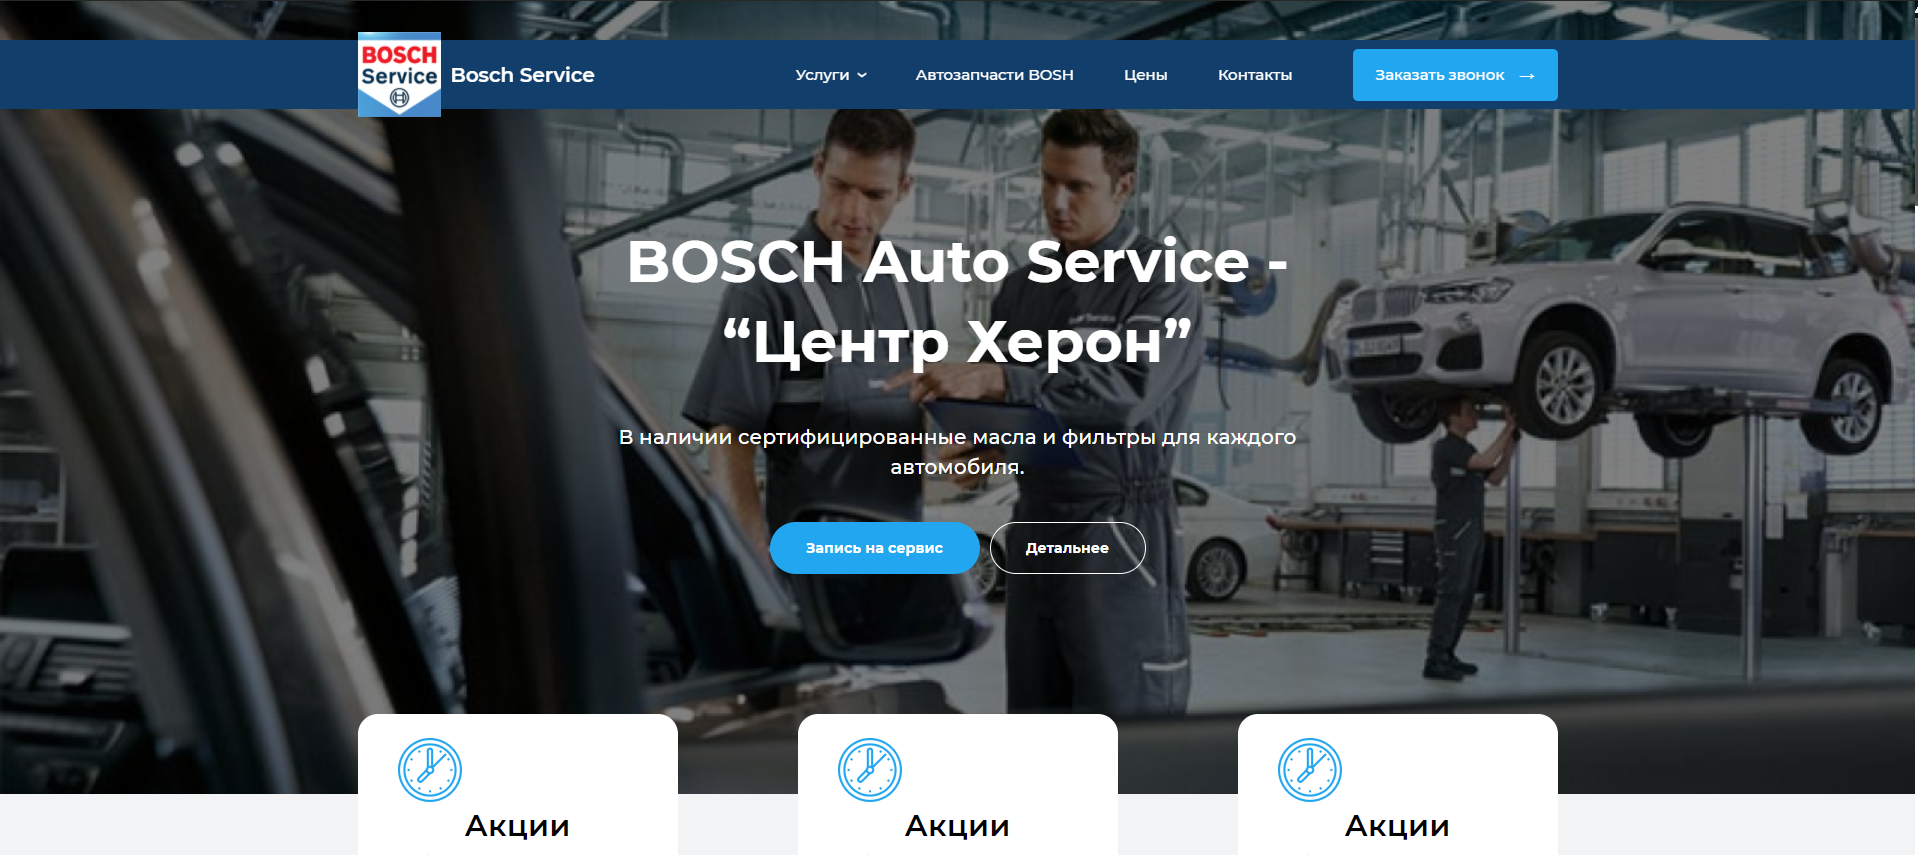 BOSCH
Service
Bosch Service
Услуги
Автозапчасти BOSH
Цены
Контакты
Заказать звонок →
BOSCH Auto Service -
“Центр Херон”
В наличии сертифицированные масла и фильтры для каждого
автомобиля.
Запись на сервис
Детальнее
Акции
Акции
Акции